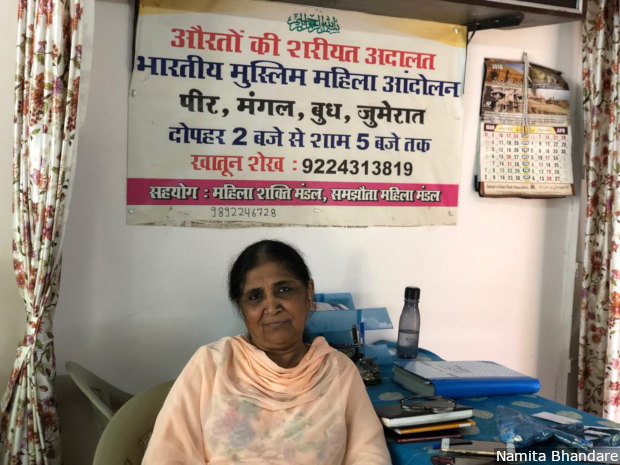 औरतों की शरीयत अदालत
भारतीय मुस्लिम महिला आंदोलन
पीर, मंगल, बुध, जुमेरात
दोपहर 2 बजे से शाम 5 बजे तक
खातून शेख : 9224313819
सहयोग : महिला शक्ति मंडल, समझौता महिला मंडल
9892246728
2019
Namita Bhandare